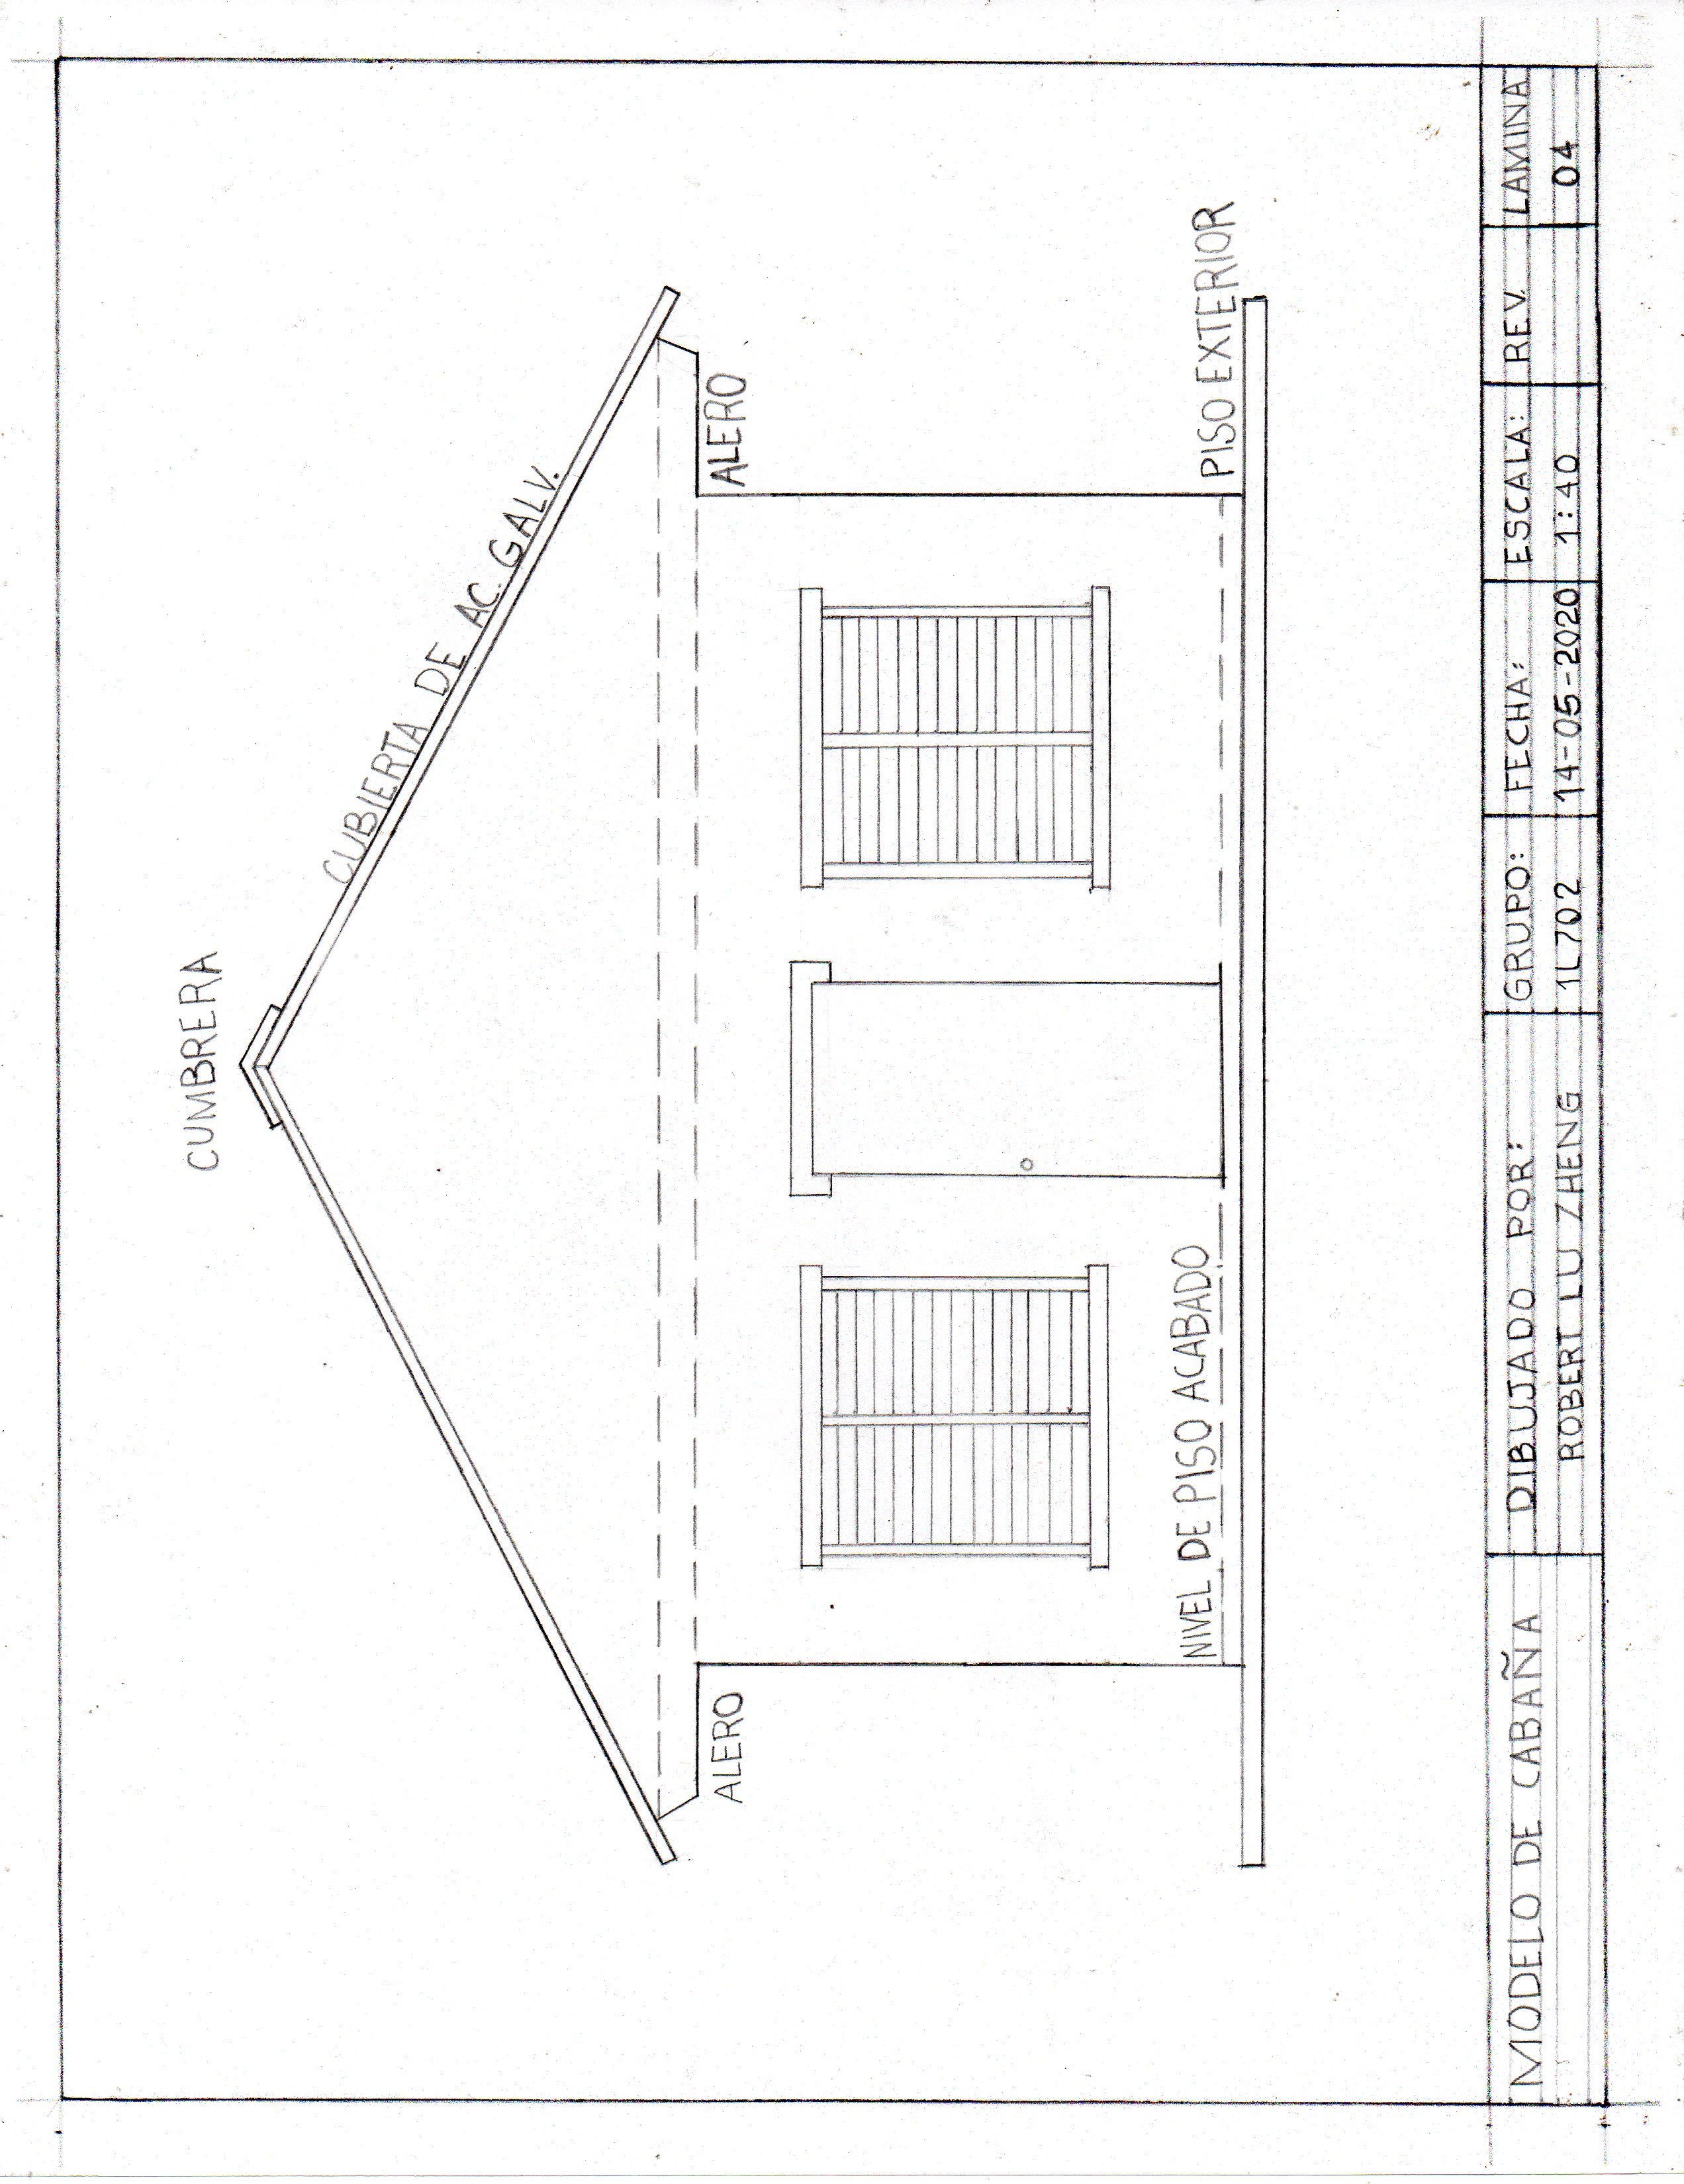 CUMBRERA
CUBIERTA DE AC. GALV.
ALERO
ALERO
NIVEL DE PISO ACABADO
PISO EXTERIOR
MODELO DE CABAÑA
DIBUJADO POR:
ROBERT LU ZHENG
GRUPO:
1L702
FECHA:
14-05-2020
ESCALA:
1:40
REV.
LAMINA
04